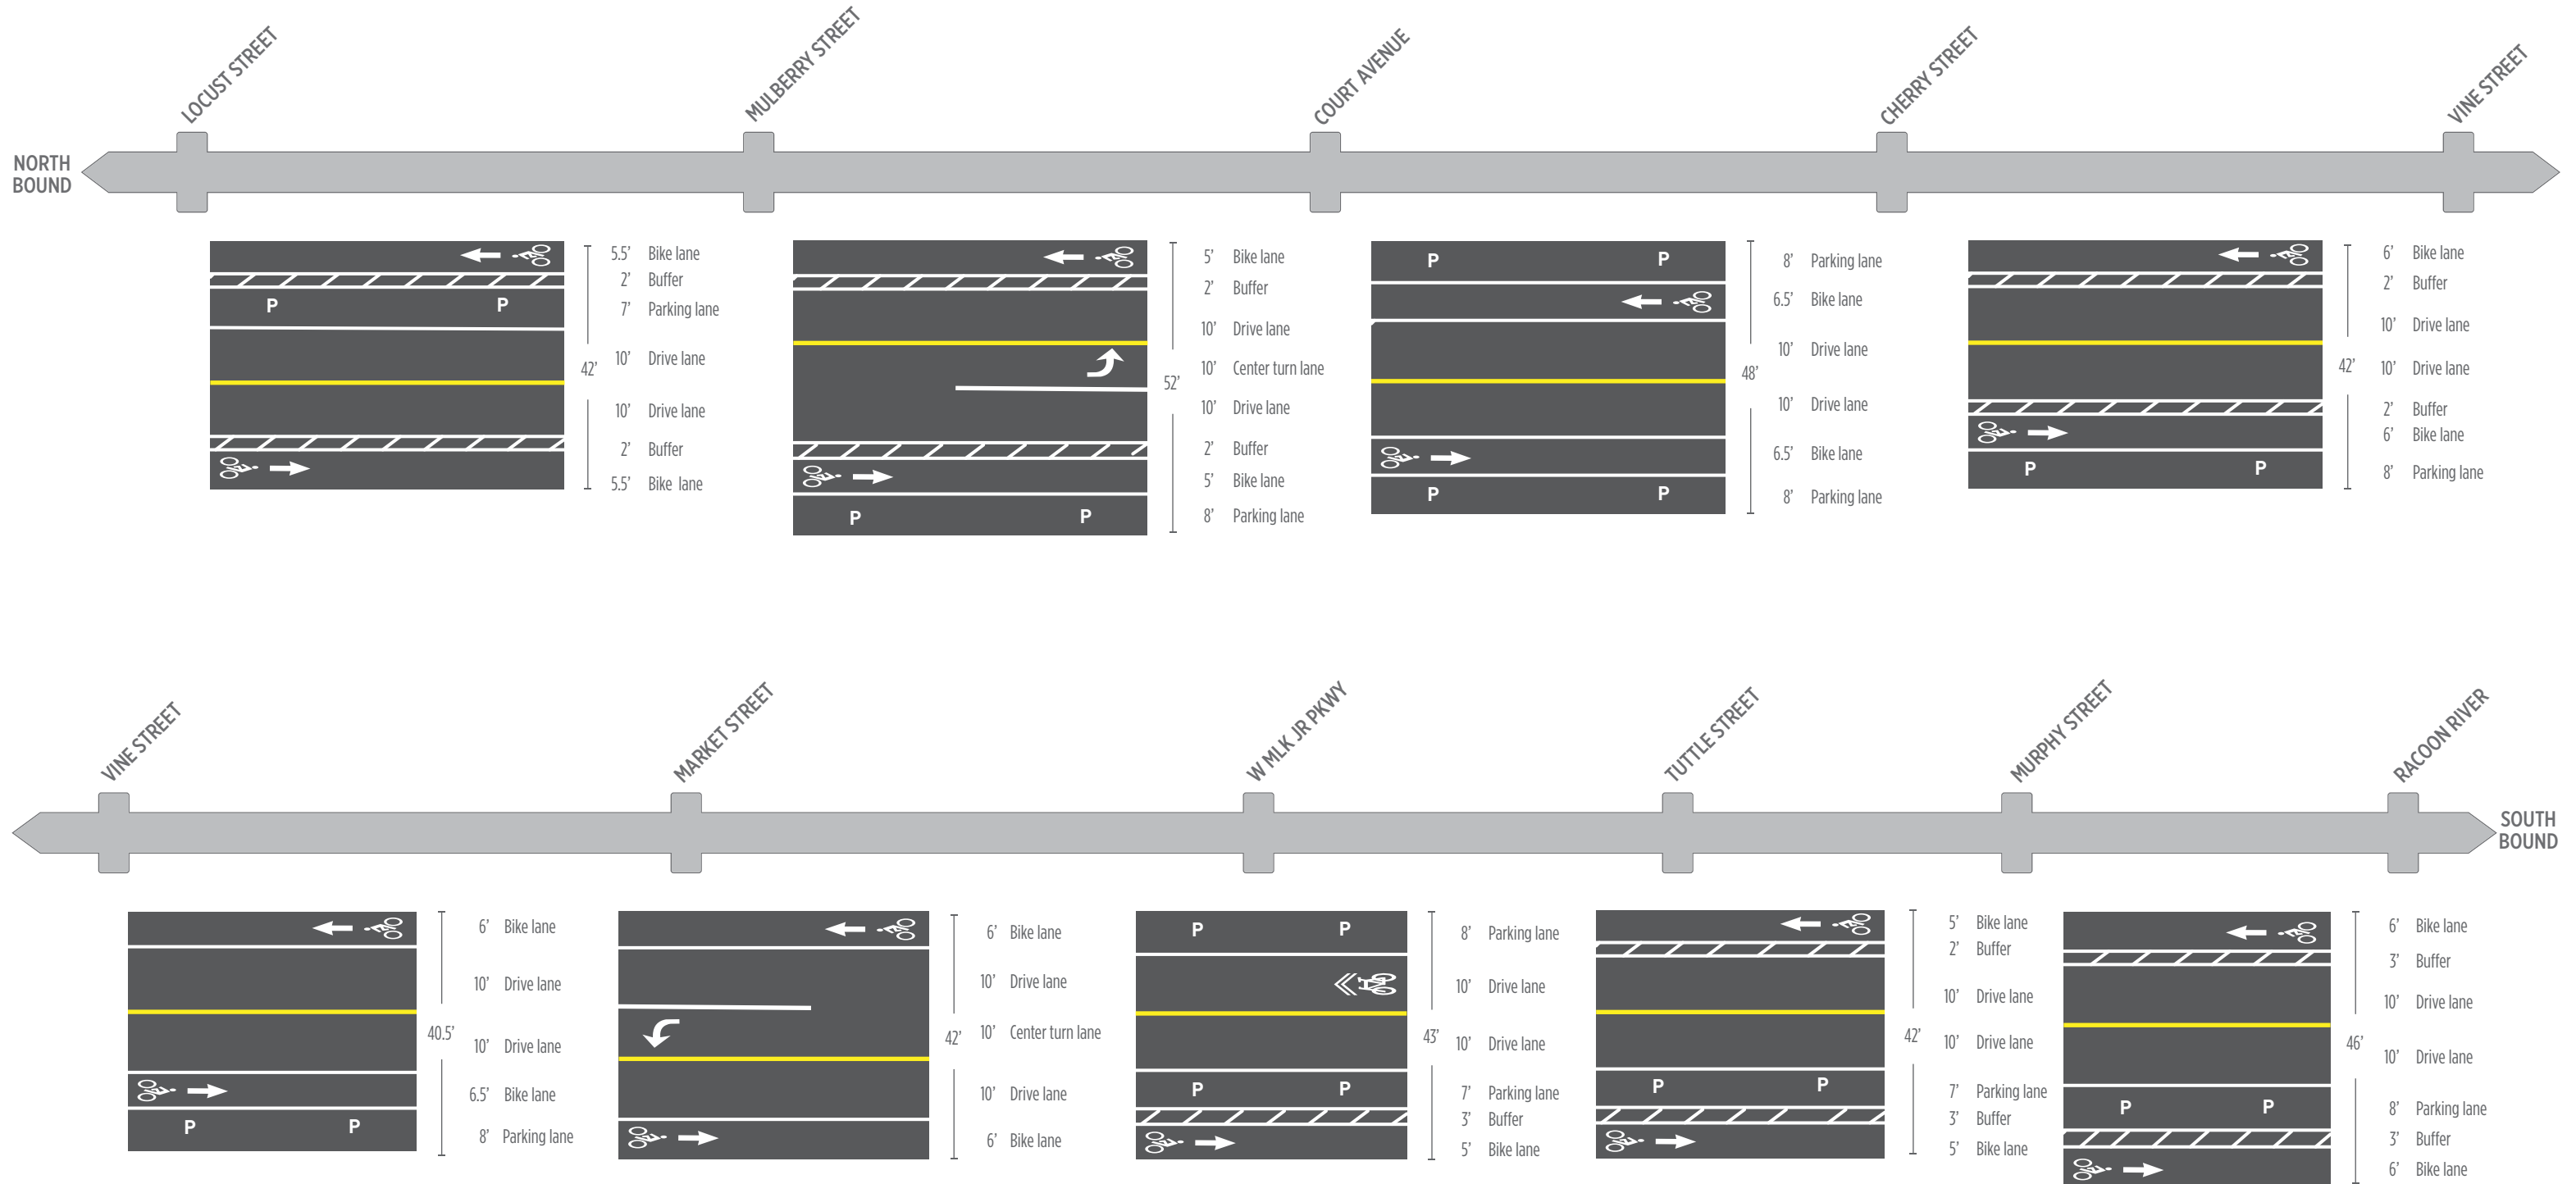 LOCUST STREET
MULBERRY STREET
COURT AVENUE
CHERRY STREET
VINE STREET
NORTH
BOUND
5.5' Bike lane
2' Buffer
P P
7' Parking lane
10' Drive lane
42'
10' Drive lane
2' Buffer
5.5' Bike lane
5' Bike lane
2' Buffer
10' Drive lane
10' Center turn lane
52'
10' Drive lane
2' Buffer
5' Bike lane
P P
8' Parking lane
P P
8' Parking lane
6.5' Bike lane
10' Drive lane
48'
10' Drive lane
6.5' Bike lane
P P
8' Parking lane
6' Bike lane
2' Buffer
10' Drive lane
42'
10' Drive lane
2' Buffer
6' Bike lane
P P
8' Parking lane
VINE STREET
MARKET STREET
W MLK JR PKWY
TUTTLE STREET
MURPHY STREET
RACOON RIVER
SOUTH
BOUND
6' Bike lane
10' Drive lane
40.5'
10' Drive lane
6.5' Bike lane
P P
8' Parking lane
6' Bike lane
10' Drive lane
10' Center turn lane
42'
10' Drive lane
6' Bike lane
P P
8' Parking lane
10' Drive lane
43'
10' Drive lane
P P
7' Parking lane
3' Buffer
5' Bike lane
5' Bike lane
2' Buffer
10' Drive lane
42'
10' Drive lane
P P
7' Parking lane
3' Buffer
5' Bike lane
6' Bike lane
3' Buffer
10' Drive lane
46'
10' Drive lane
P P
8' Parking lane
3' Buffer
6' Bike lane